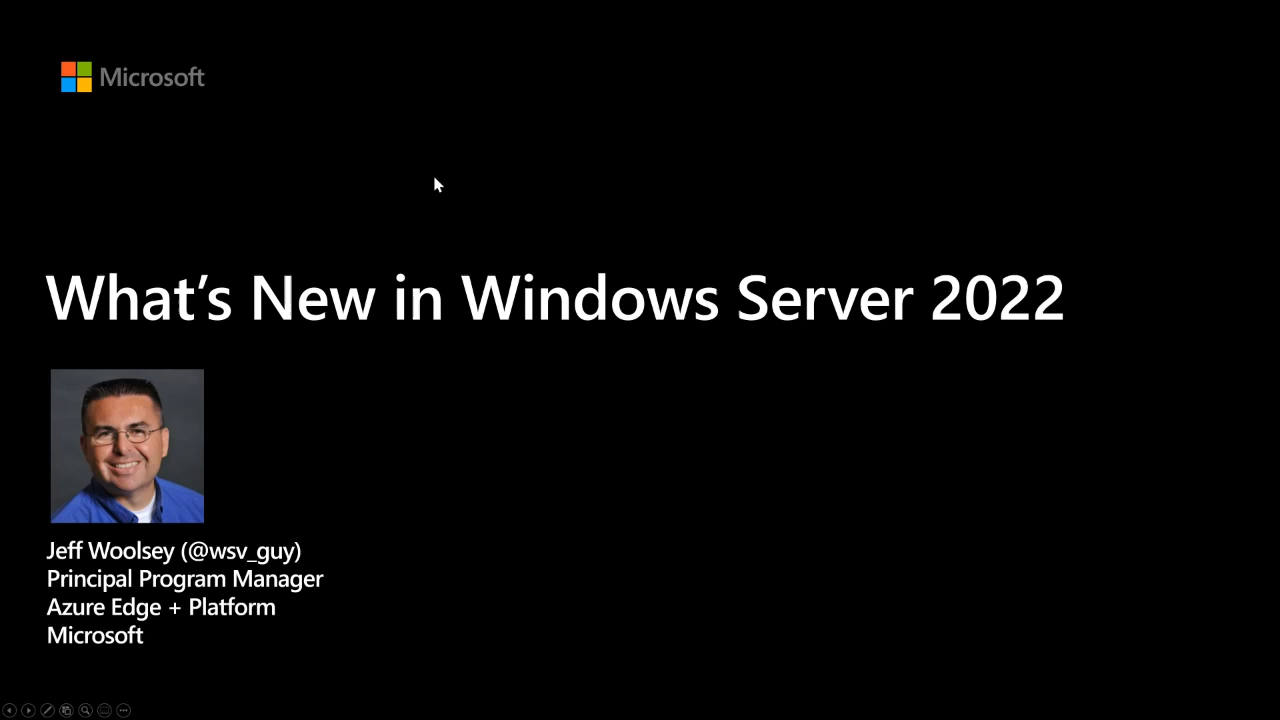 Microsoft
What’s New in Windows Server 2022
Jeff Woolsey (@wsv_guy)
Principal Program Manager
Azure Edge + Platform
Microsoft